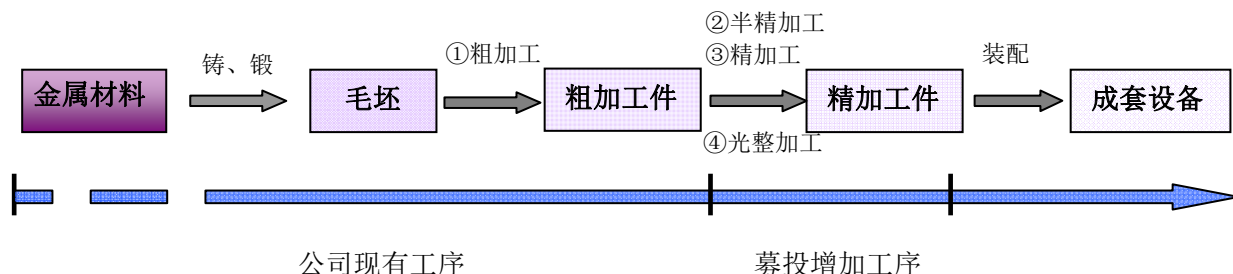 ②半精加工
①粗加工
③精加工
铸、锻
装配
金属材料
毛坯
粗加工件
精加工件
成套设备
④光整加工
公司现有工序
募投增加工序